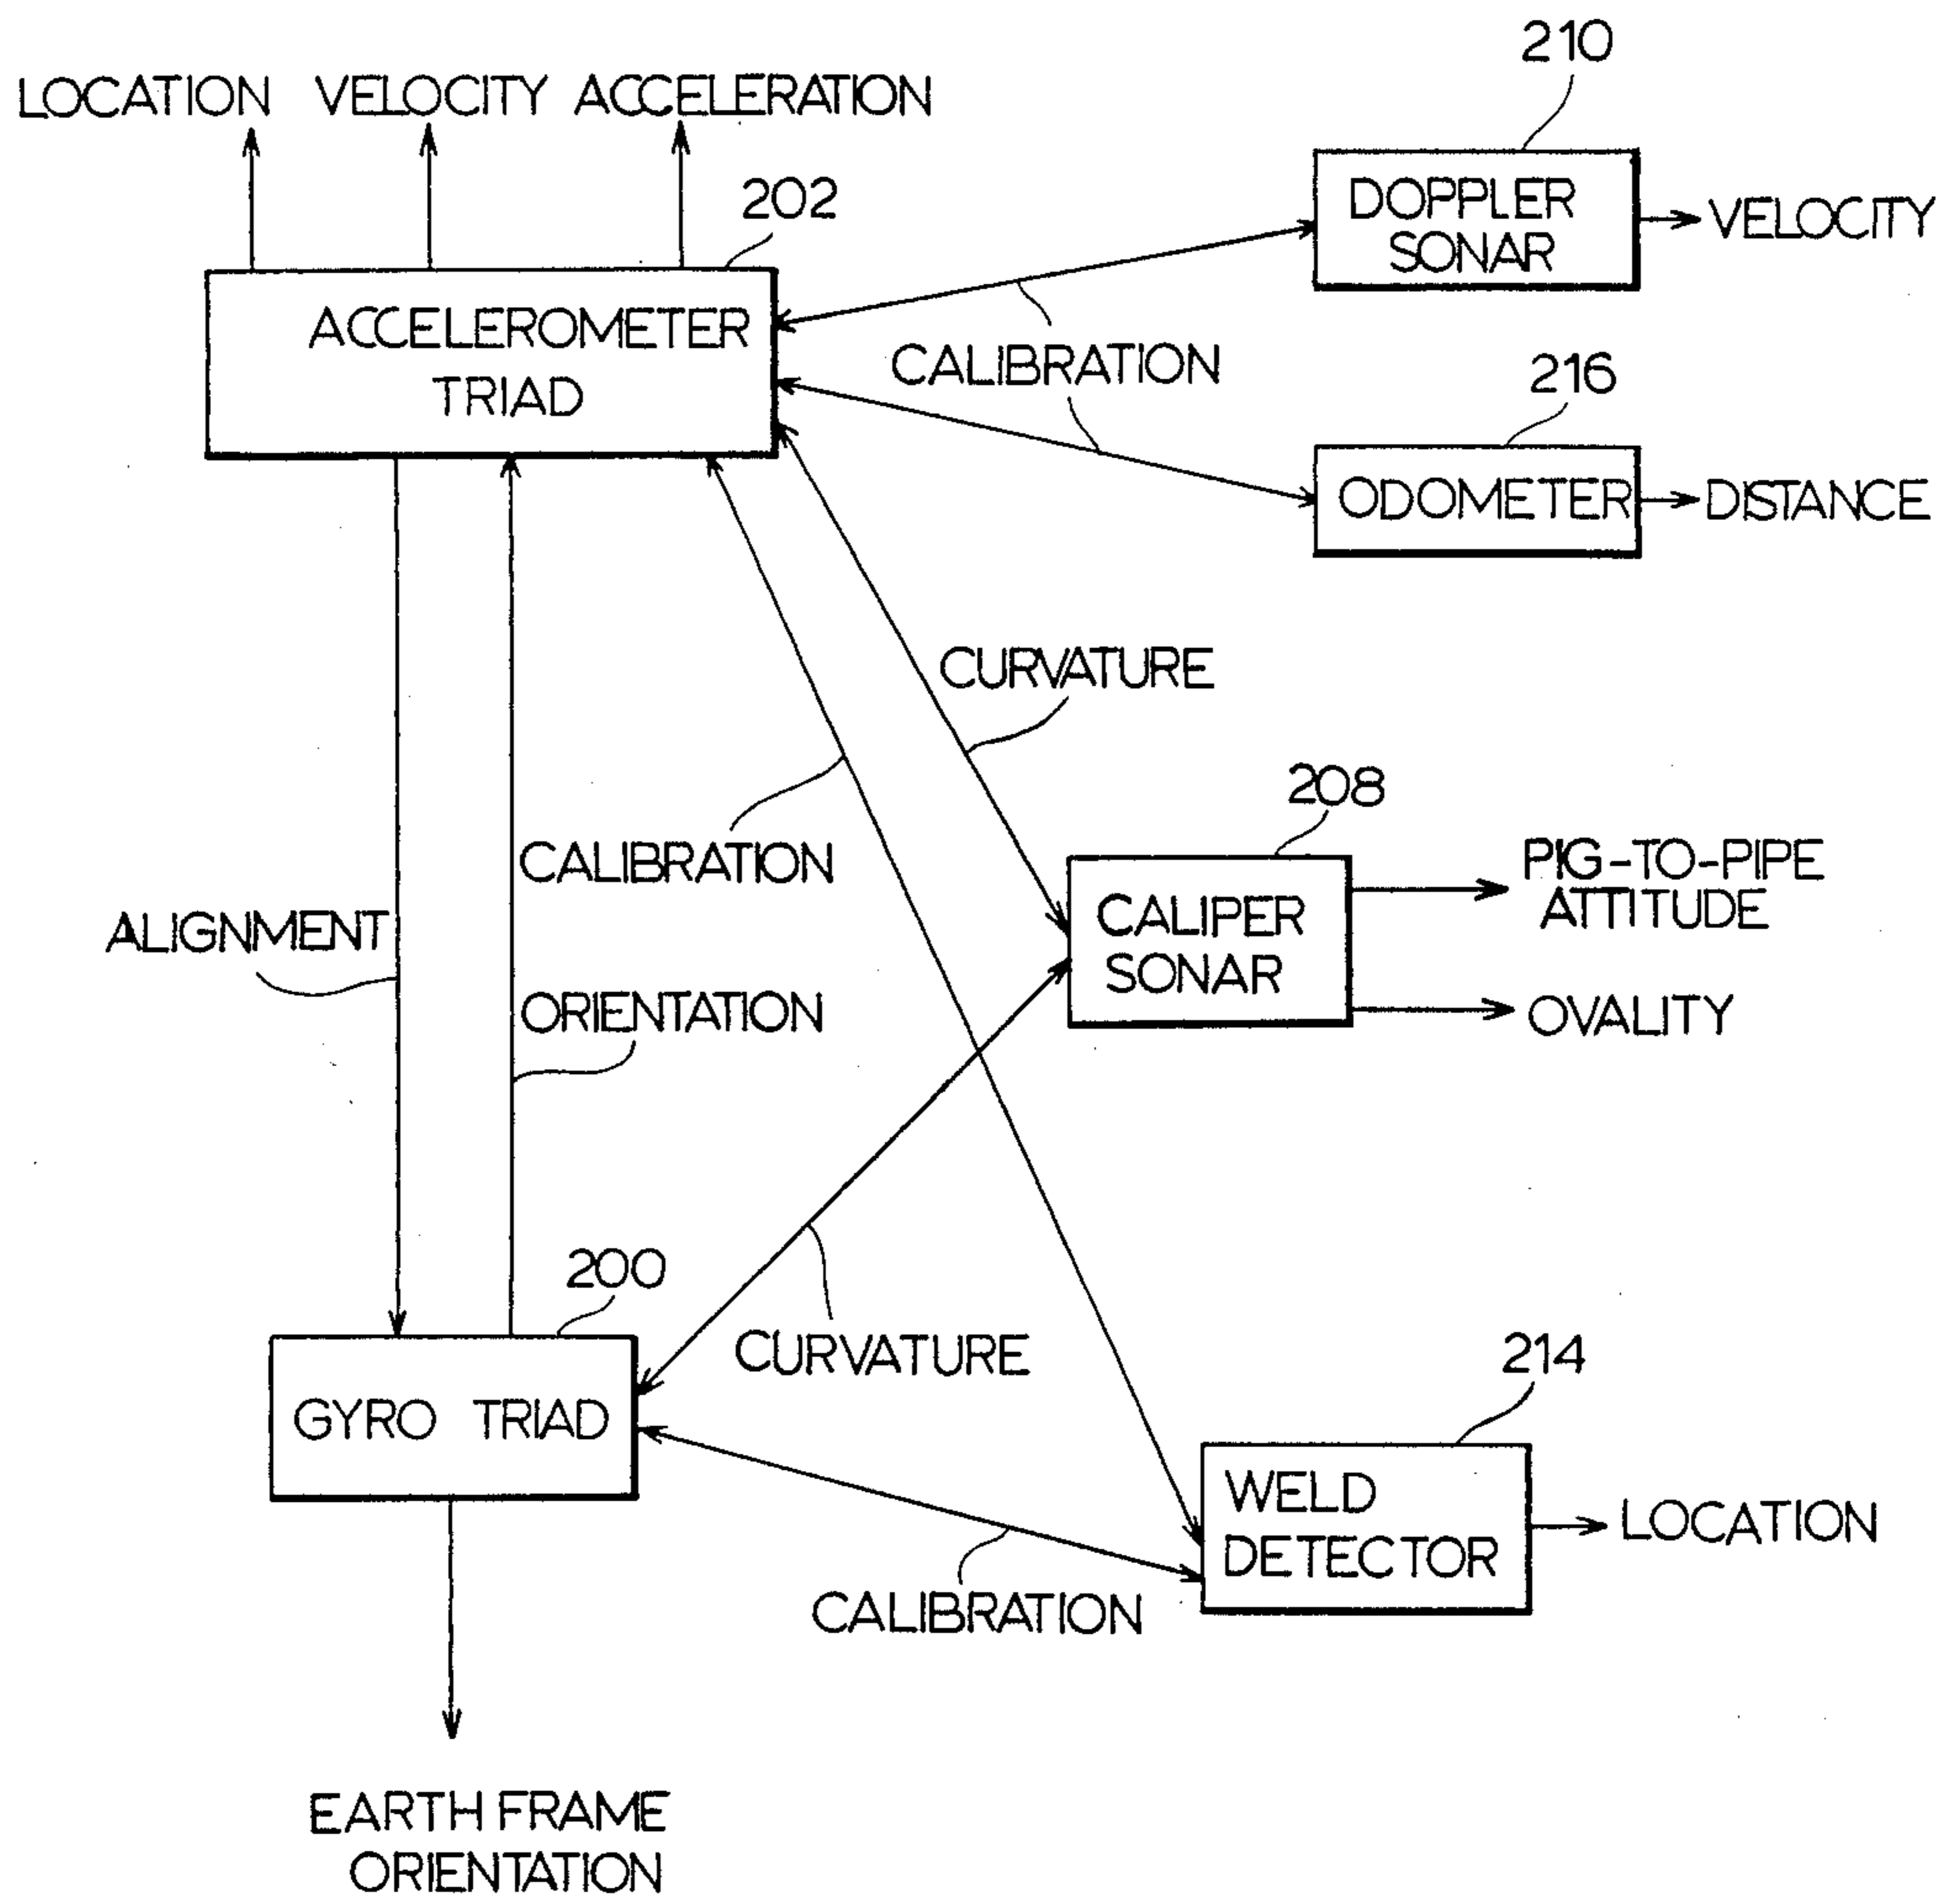 210
LOCATION VELOCITY ACCELERATION
202
DOPPLER
SONAR
VELOCITY
ACCELEROMETER
TRIAD
CALIBRATION
216
ODOMETER
DISTANCE
CURVATURE
208
CALIBRATION
PIG-TO-PIPE
ATTITUDE
CALIPER
SONAR
ALIGNMENT
ORIENTATION
OVALITY
200
CURVATURE
214
GYRO TRIAD
WELD
DETECTOR
LOCATION
CALIBRATION
EARTH FRAME
ORIENTATION